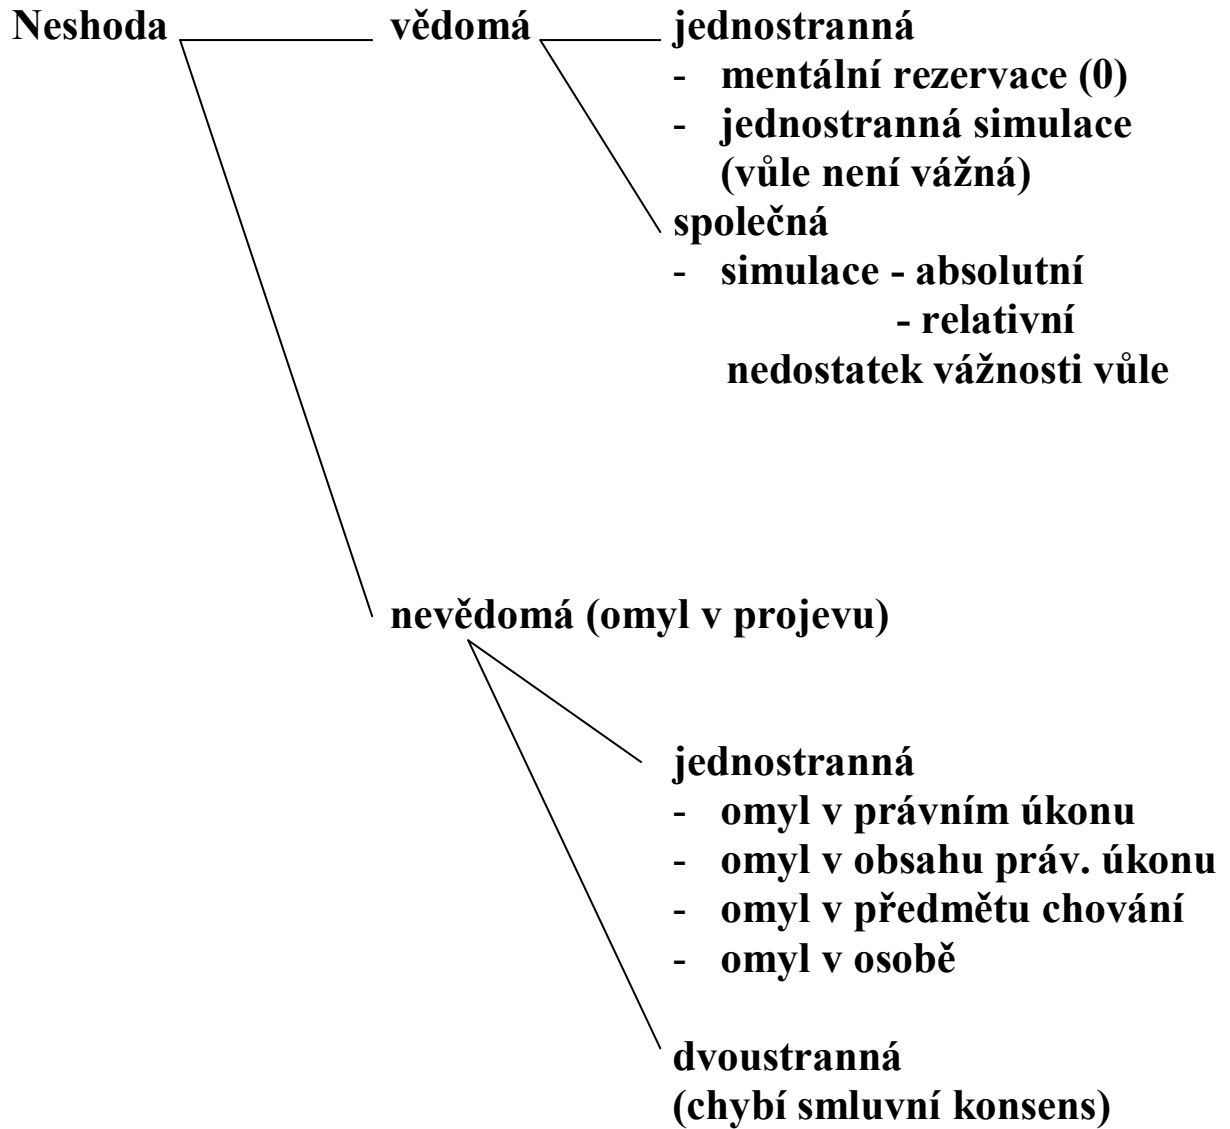 Neshoda vědomá jednostranná
- mentální rezervace (0)
- jednostranná simulace
(vůle není vážná)
společná
- simulace - absolutní
- relativní
nedostatek vážnosti vůle
nevědomá (omyl v projevu)
jednostranná
- omyl v právním úkonu
- omyl v obsahu práv. úkonu
- omyl v předmětu chování
- omyl v osobě
dvoustranná
(chybí smluvní konsens)